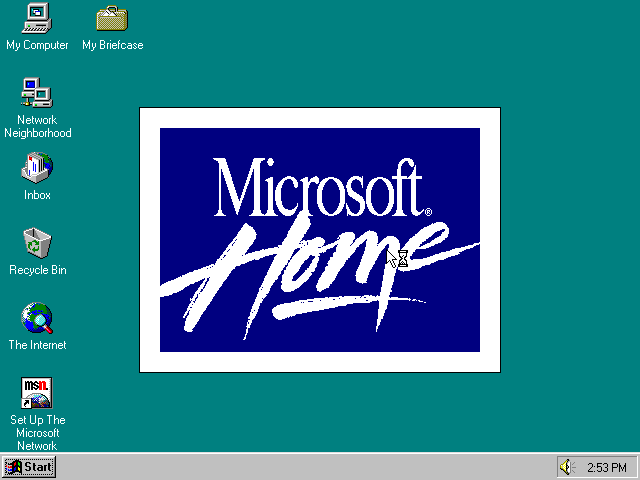 My Computer
My Briefcase
Network
Neighborhood
Inbox
Recycle Bin
The Internet
msn.
Set Up The
Microsoft
Network
Microsoft®
Home
Start
2:53 PM